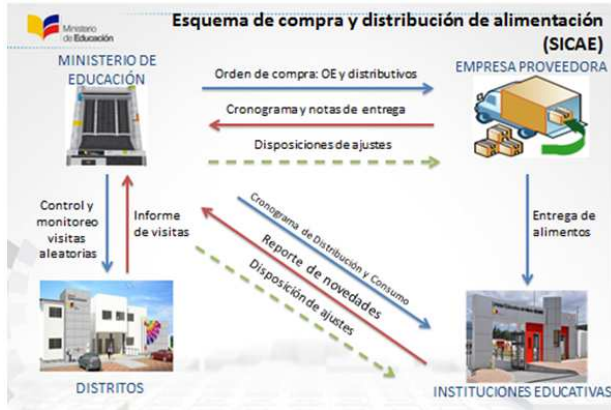 Ministerio
de Educación
Esquema de compra y distribución de alimentación
(SICAE)
MINISTERIO DE
EDUCACIÓN
EMPRESA PROVEEDORA
Orden de compra: OE y distributivos
Cronograma y notas de entrega
Disposiciones de ajustes
Control y
monitoreo
visitas
aleatorias
Informe
de visitas
Cronograma de Distribución y Consumo
Reporte de novedades
Disposición de ajustes
Entrega de
alimentos
DISTRITOS
INSTITUCIONES EDUCATIVAS